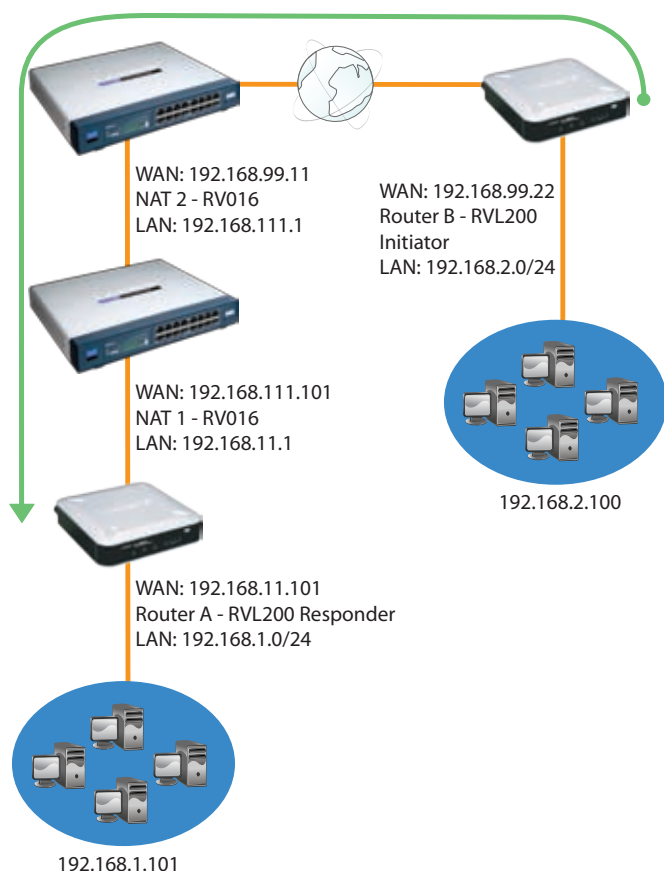 WAN: 192.168.99.11
NAT 2 - RV016
LAN: 192.168.111.1
WAN: 192.168.99.22
Router B - RVL200
Initiator
LAN: 192.168.2.0/24
WAN: 192.168.111.101
NAT 1 - RV016
LAN: 192.168.11.1
192.168.2.100
WAN: 192.168.11.101
Router A - RVL200 Responder
LAN: 192.168.1.0/24
192.168.1.101